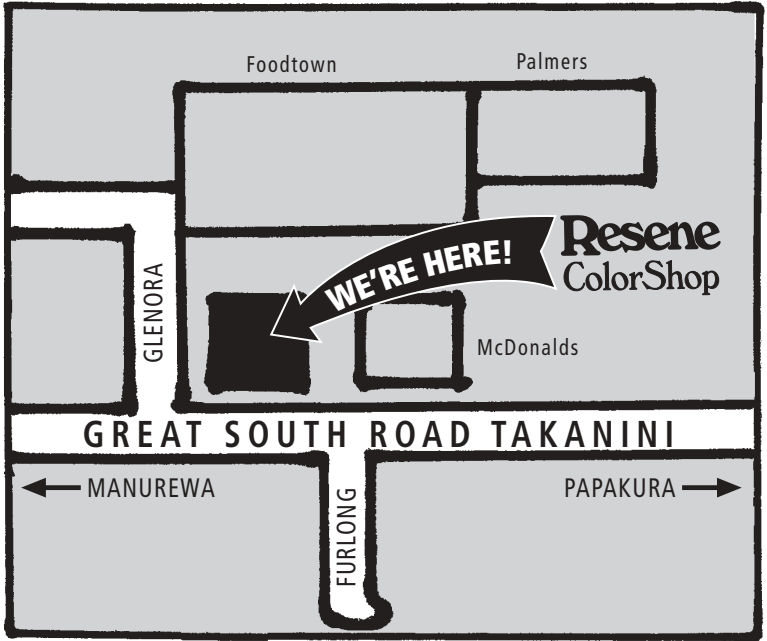 Foodtown
Palmers
Resene
ColorShop
WE'RE HERE!
GLENORA
McDonalds
GREAT SOUTH ROAD TAKANINI
MANUREWA
PAPAKURA
FURLONG